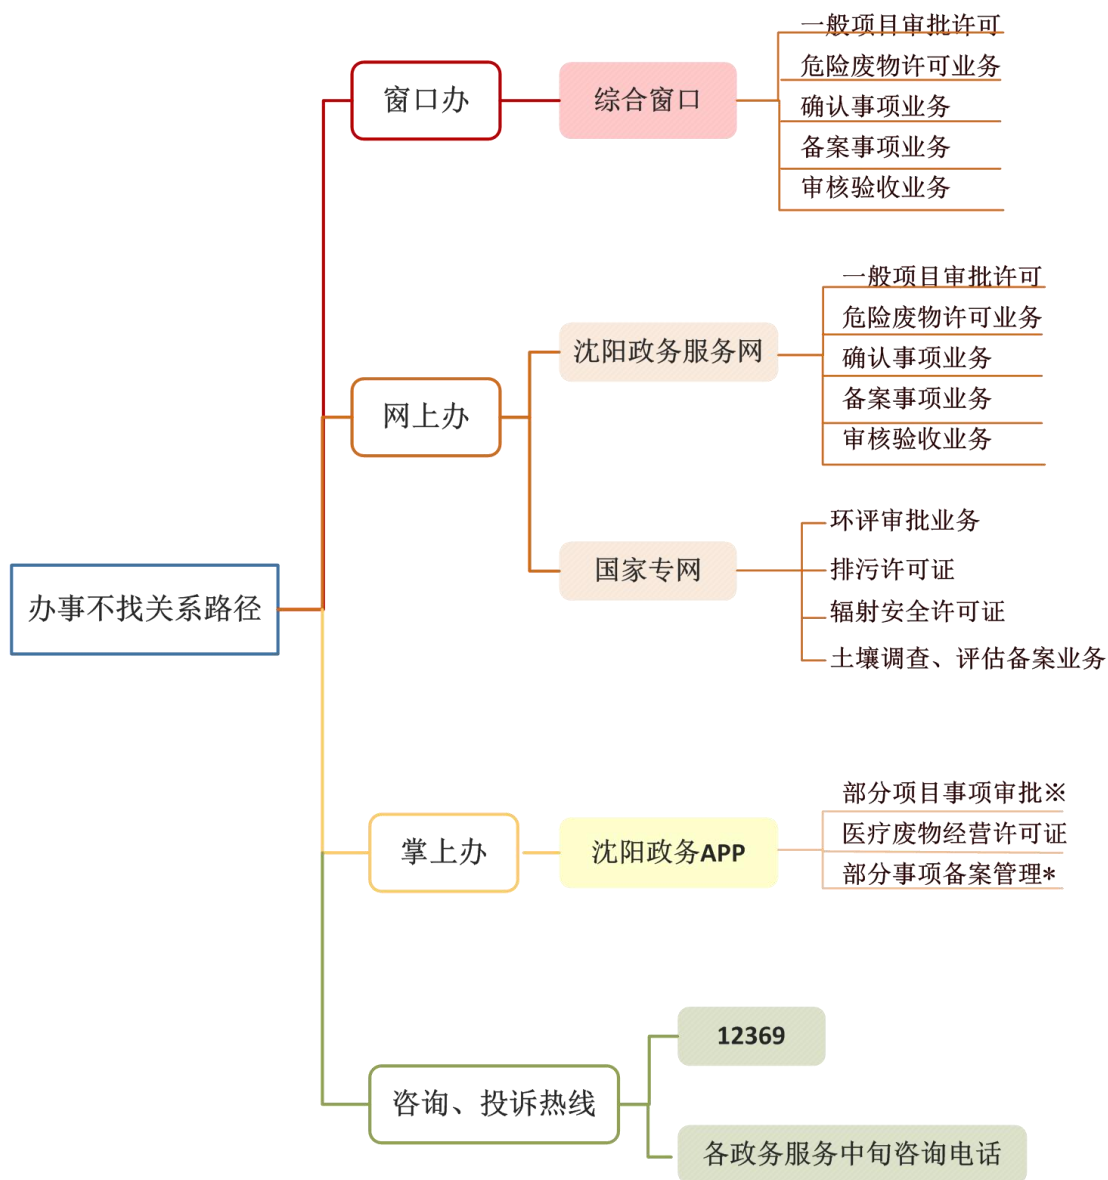 办事不找关系路径
窗口办
综合窗口
一般项目审批许可
危险废物许可业务
确认事项业务
备案事项业务
审核验收业务
网上办
沈阳政务服务网
一般项目审批许可
危险废物许可业务
确认事项业务
备案事项业务
审核验收业务
国家专网
环评审批业务
排污许可证
辐射安全许可证
土壤调查、评估备案业务
掌上办
沈阳政务APP
部分项目事项审批※
医疗废物经营许可证
部分事项备案管理*
咨询、投诉热线
12369
各政务服务中旬咨询电话